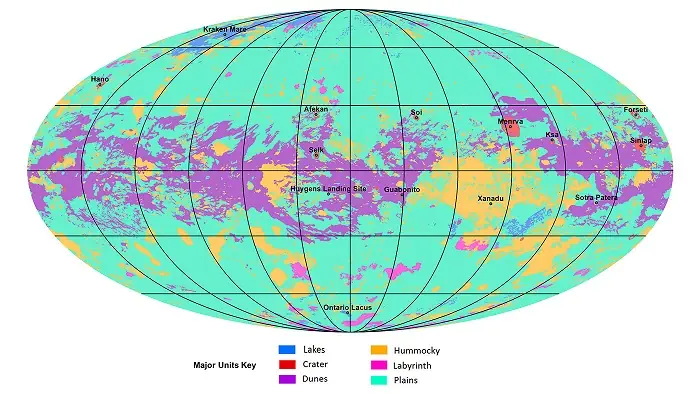 Kraken Mare
Hano
Afekan
Soi
Menrva
Forseti
Ksa
Sinlap
Selk
Huygens Landing Site
Guabonito
Xanadu
Sotra Patera
Ontario Lacus
Major Units Key
Lakes
Hummocky
Crater
Labyrinth
Dunes
Plains